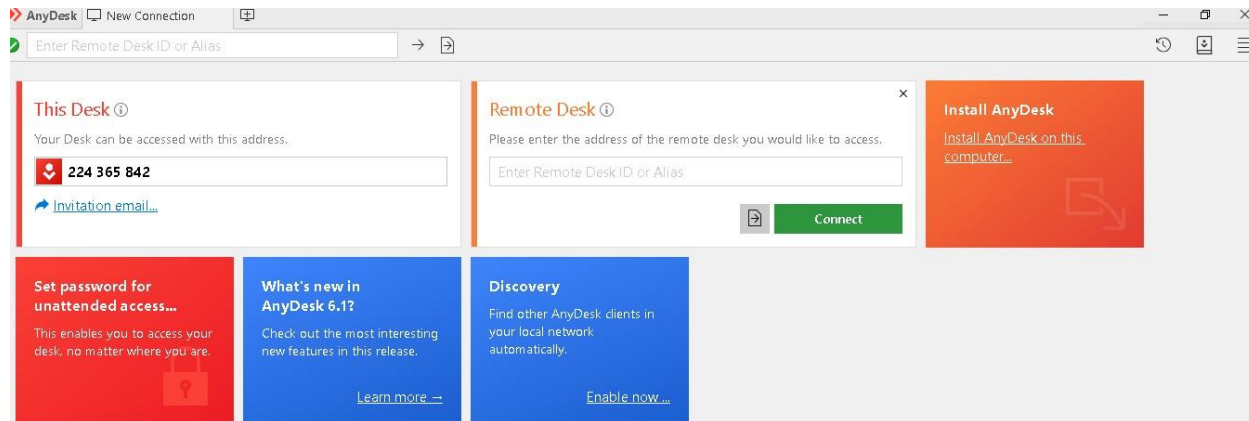 AnyDesk New Connection
Enter Remote Desk ID or Alias
This Desk
Your Desk can be accessed with this address.
224 365 842
Invitation email...
Remote Desk
Please enter the address of the remote desk you would like to access.
Enter Remote Desk ID or Alias
Connect
Install AnyDesk
Install AnyDesk on this
computer...
Set password for
unattended access...
This enables you to access your
desk, no matter where you are.
What's new in
AnyDesk 6.1?
Check out the most interesting
new features in this release.
Learn more →
Discovery
Find other AnyDesk clients in
your local network
automatically.
Enable now ...